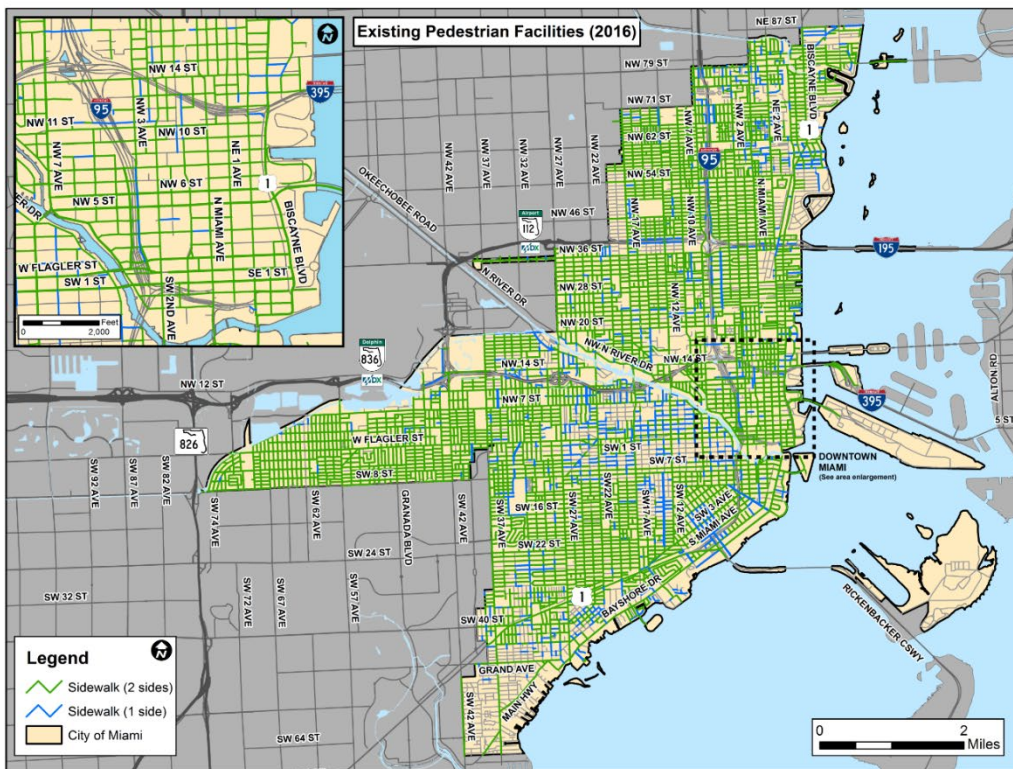 Existing Pedestrian Facilities (2016)
NW 14 ST
395
95
NW 3 AVE
NW 11 ST
NW 10 ST
NW 7 AVE
NE 1 AVE
NW 6 ST
1
NW 5 ST
N MIAMI AVE
BISCAYNE BLVD
W FLAGLER ST
SE 1 ST
SW 1 ST
SW 2ND AVE
0 2,000
Feet
NE 87 ST
NW 79 ST
BISCAYNE BLVD
NW 71 ST
NW 2 AVE
NE 2 AVE
1
NW 62 ST
NW 7 AVE
95
NW 42 AVE
NW 37 AVE
NW 32 AVE
NW 27 AVE
NW 22 AVE
NW 54 ST
OKEECHOBEE ROAD
NW 17 AVE
NW 10 AVE
N MIAMI AVE
NW 46 ST
Airport
112
NW 36 ST
195
N RIVER DR
NW 28 ST
NW 12 AVE
NW 20 ST
NW N RIVER DR
Dolphin
836
NW 14 ST
NW 14 ST
NW 12 ST
NW 7 ST
395
ALTON RD
5 ST
826
W FLAGLER ST
SW 1 ST
SW 8 ST
SW 7 ST
DOWNTOWN
MIAMI
(See area enlargement)
SW 92 AVE
SW 87 AVE
SW 82 AVE
SW 74 AVE
SW 62 AVE
GRANADA BLVD
SW 42 AVE
SW 37 AVE
SW 16 ST
SW 27 AVE
SW 22 AVE
SW 17 AVE
SW 12 AVE
SW 3 AVE
S MIAMI AVE
SW 22 ST
SW 24 ST
SW 32 ST
SW 72 AVE
SW 67 AVE
SW 57 AVE
1
BAYSHORE DR
RICKENBACKER CSWY
SW 40 ST
GRAND AVE
MAIN HWY
SW 42 AVE
SW 64 ST
Legend
Sidewalk (2 sides)
Sidewalk (1 side)
City of Miami
0 2
Miles